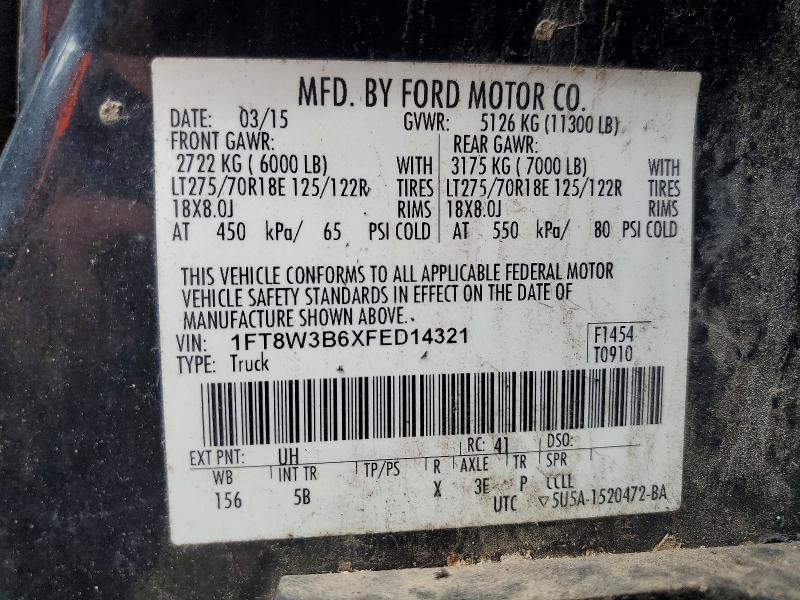 MFD. BY FORD MOTOR CO.
DATE: 03/15 GVWR: 5126 KG (11300 LB)
FRONT GAWR: REAR GAWR:
2722 KG ( 6000 LB) WITH 3175 KG ( 7000 LB) WITH
LT275/70R18E 125/122R TIRES LT275/70R18E 125/122R TIRES
18X8.0J RIMS 18X8.0J RIMS
AT 450 kPa/ 65 PSI COLD AT 550 kPa/ 80 PSI COLD
THIS VEHICLE CONFORMS TO ALL APPLICABLE FEDERAL MOTOR
VEHICLE SAFETY STANDARDS IN EFFECT ON THE DATE OF
MANUFACTURE SHOWN ABOVE.
VIN: 1FT8W3B6XFED14321 F1454
TYPE: Truck T0910
EXT PNT: UH RC: 41 DSO:
WB INT TR TP/PS R AXLE TR SPR
156 5B X 3E P CCLL
UTC ▽5U5A-1520472-BA